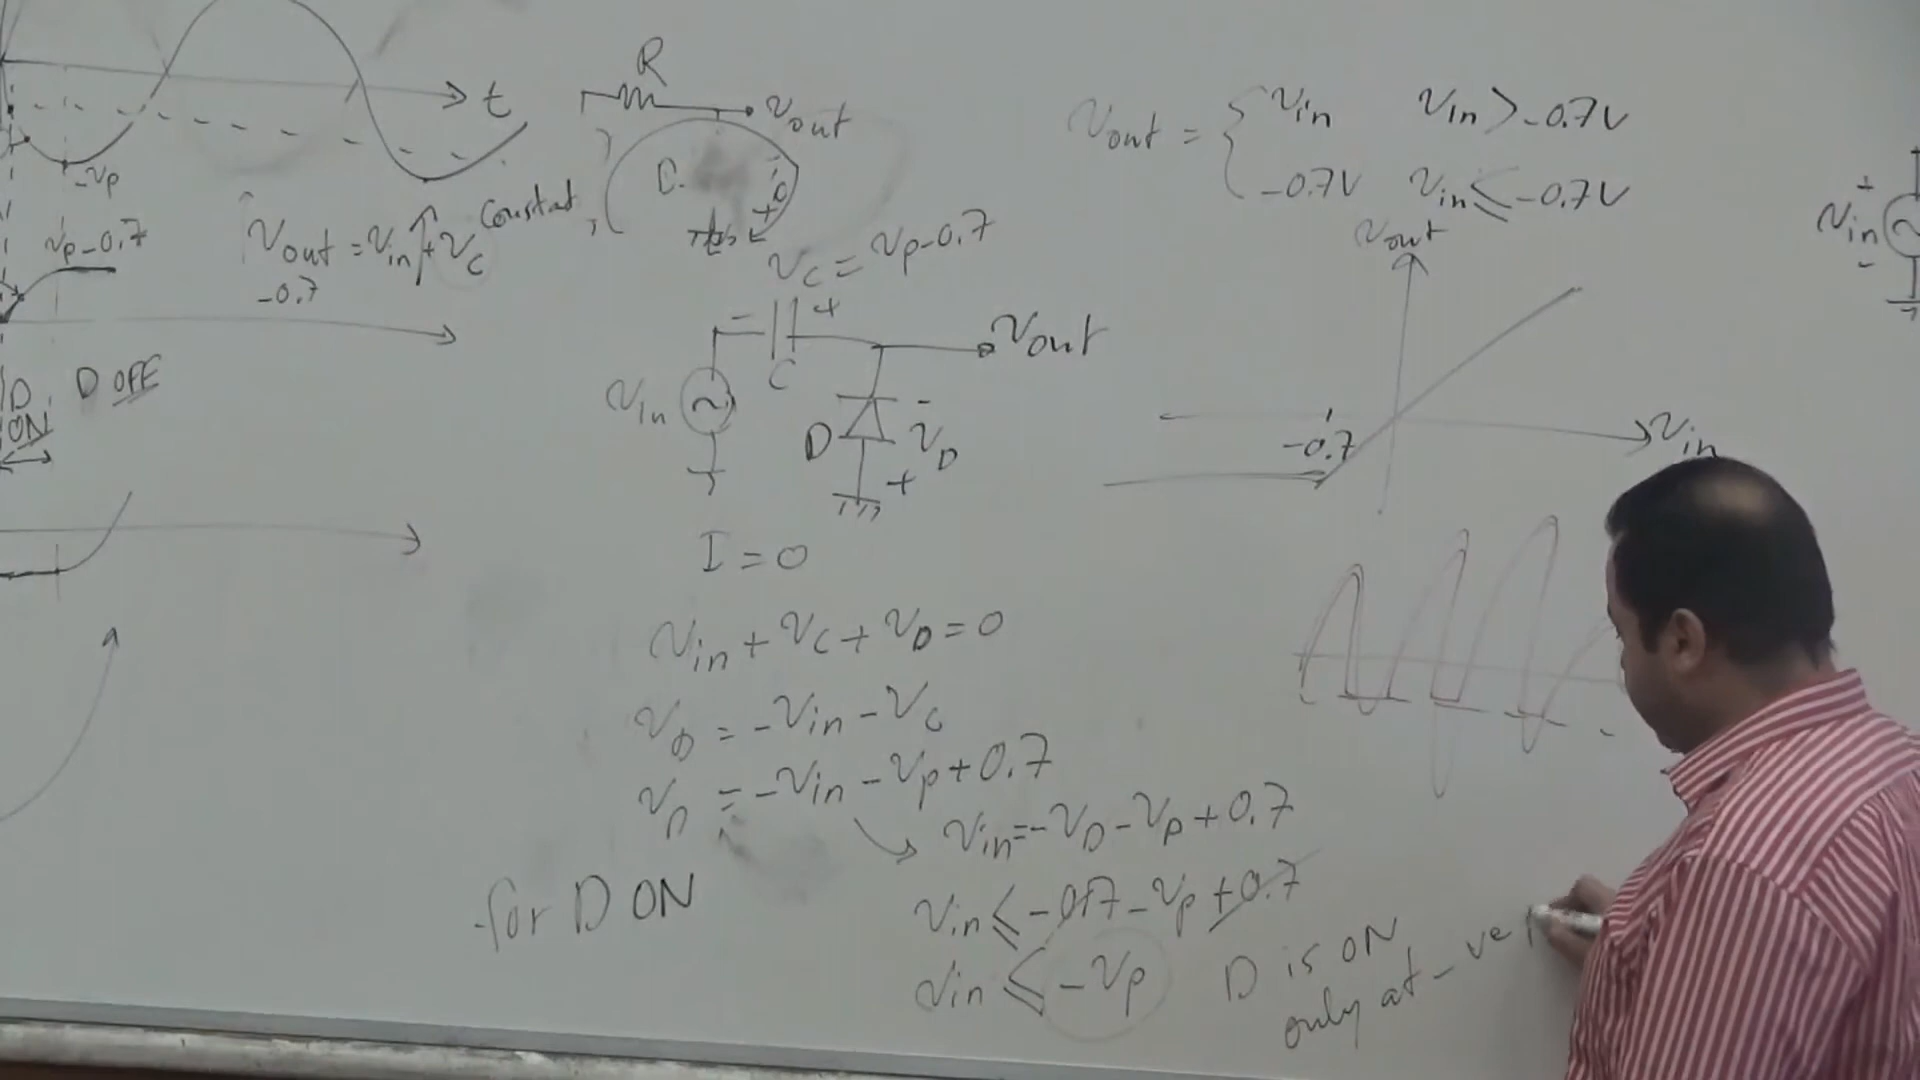 t
-Vp
Vp-0.7
Vout = Vin + Vc
Constat
-0.7
D ON
D OFF
R
Vout
D
Vc = Vp-0.7
- +
C
Vin
Vout
D
-
VD
+
I = 0
Vin + Vc + VD = 0
VD = -Vin - Vc
VD = -Vin - Vp + 0.7
Vin = -VD - Vp + 0.7
for D ON
Vin ≤ -0.7 - Vp + 0.7
Vin ≤ -Vp
D is ON
only at -ve
Vout = { Vin Vin > -0.7V
-0.7V Vin ≤ -0.7V
Vout
-0.7
Vin
+
Vin
-